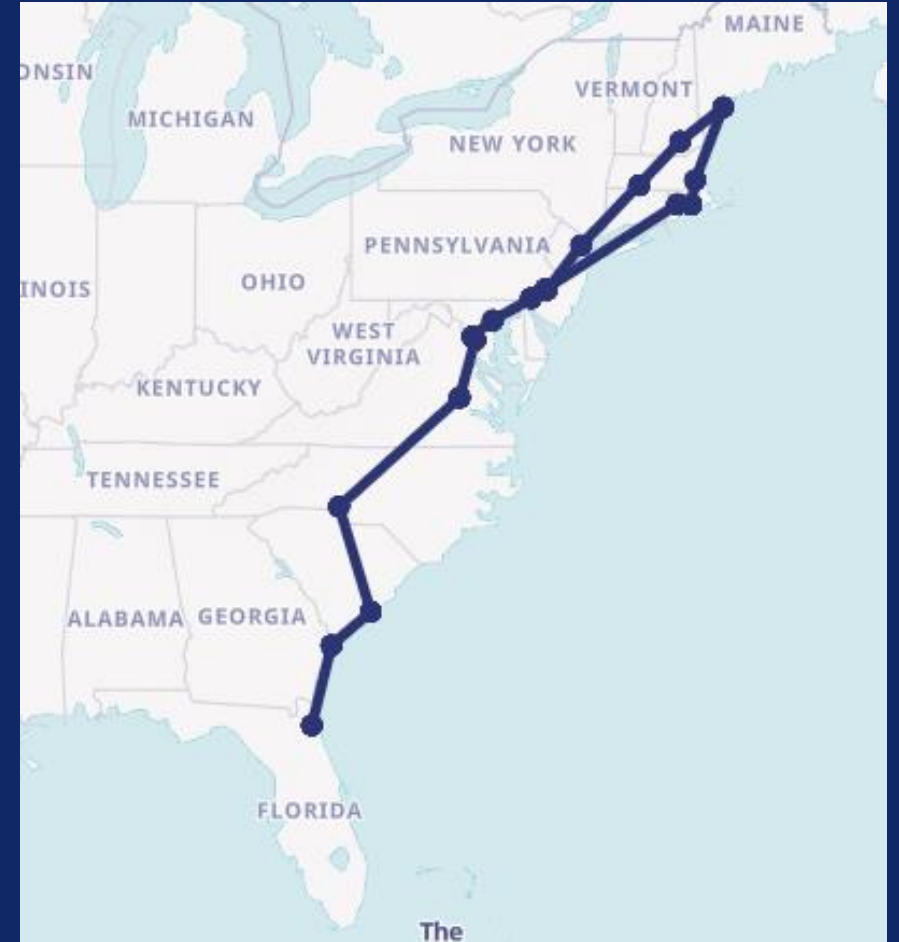 MAINE
ONSIN
VERMONT
MICHIGAN
NEW YORK
PENNSYLVANIA
OHIO
INOIS
WEST
VIRGINIA
KENTUCKY
TENNESSEE
ALABAMA
GEORGIA
FLORIDA
The